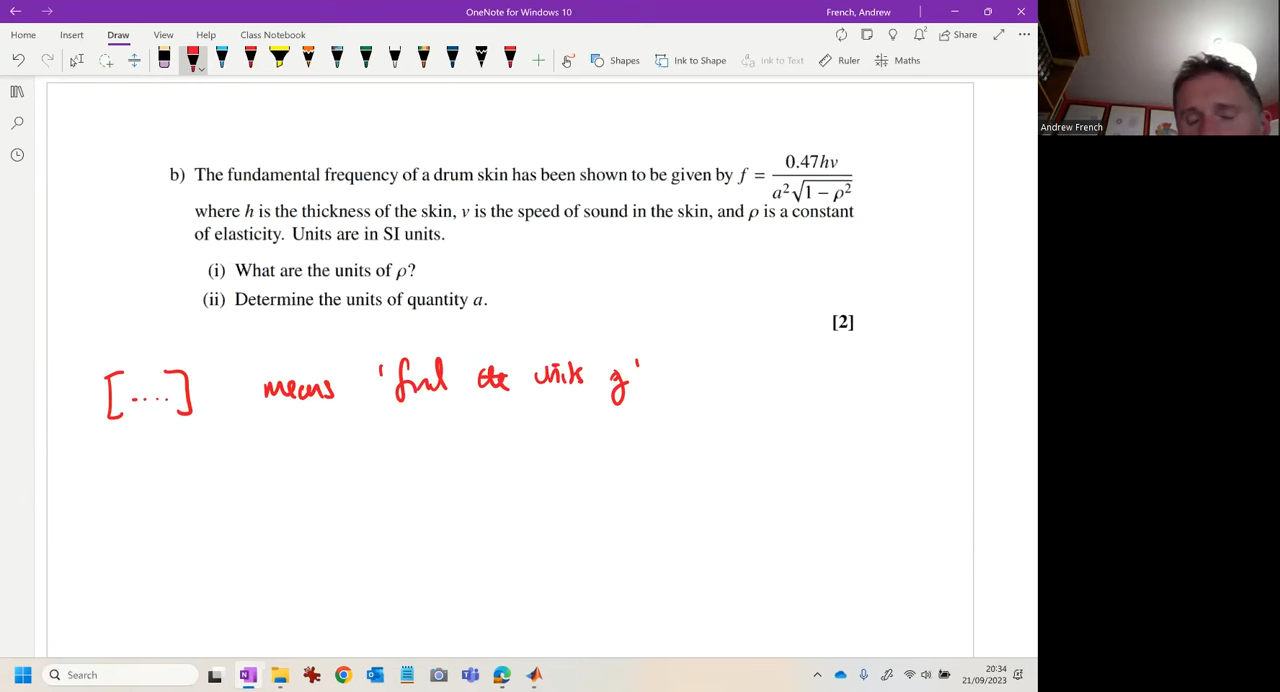 OneNote for Windows 10
French, Andrew
Home Insert Draw View Help Class Notebook
Share
Shapes Ink to Shape Ink to Text Ruler Maths
Andrew French
b) The fundamental frequency of a drum skin has been shown to be given by f = 0.47hv / a²√(1 − ρ²)
where h is the thickness of the skin, v is the speed of sound in the skin, and ρ is a constant
of elasticity. Units are in SI units.
(i) What are the units of ρ?
(ii) Determine the units of quantity a.
[2]
[....] means 'find the units of'
Search
20:34
21/09/2023